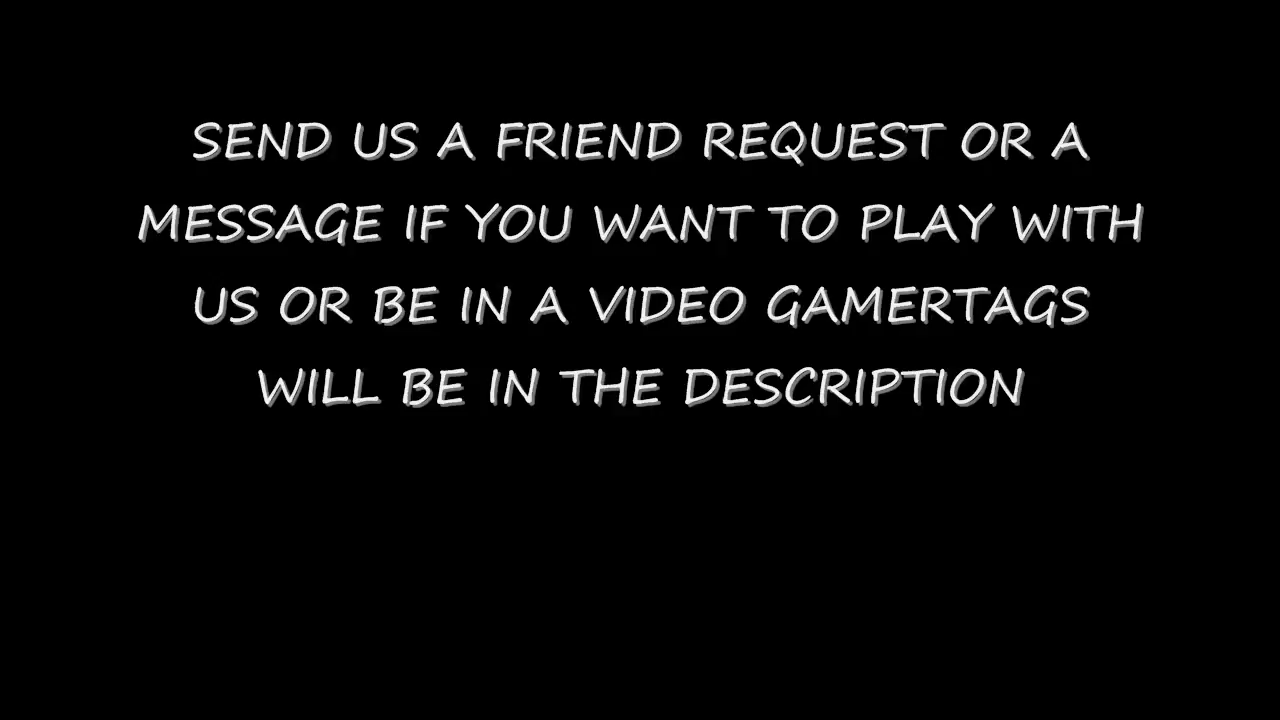 SEND US A FRIEND REQUEST OR A
MESSAGE IF YOU WANT TO PLAY WITH
US OR BE IN A VIDEO GAMERTAGS
WILL BE IN THE DESCRIPTION